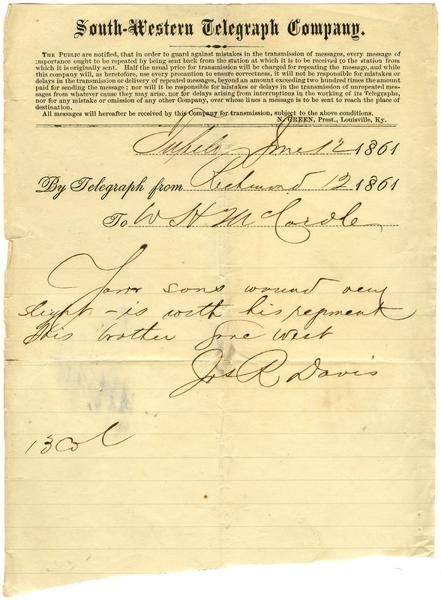 South-Western Telegraph Company.
THE PUBLIC are notified, that in order to guard against mistakes in the transmission of messages, every message of
importance ought to be repeated by being sent back from the station at which it is to be received to the station from
which it is originally sent. Half the usual price for transmission will be charged for repeating the message, and while
this company will, as heretofore, use every precaution to ensure correctness, it will not be responsible for mistakes or
delays in the transmission or delivery of repeated messages, beyond an amount exceeding two hundred times the amount
paid for sending the message; nor will it be responsible for mistakes or delays in the transmission of unrepeated mes-
sages from whatever cause they may arise, nor for delays arising from interruptions in the working of its Telegraphs,
nor for any mistake or omission of any other Company, over whose lines a message is to be sent to reach the place of
destination.
All messages will hereafter be received by this Company for transmission, subject to the above conditions.
N. GREEN, Prest., Louisville, Ky.
June 12 1861
By Telegraph from Richmond 12 1861
To W H McCardle
Your sons wound very
slight - is with his regiment
His brother gone West
Jos R Davis
13 Col